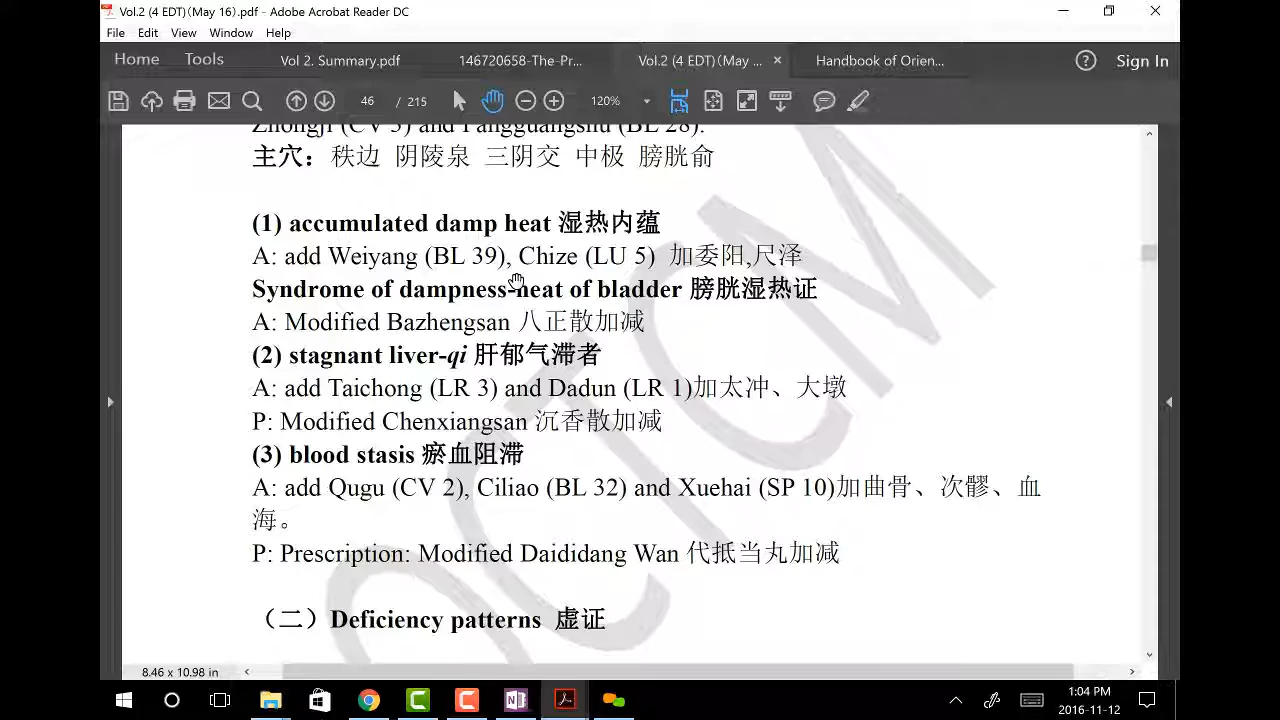 Vol.2 (4 EDT)(May 16).pdf - Adobe Acrobat Reader DC
File Edit View Window Help
Home Tools Vol 2. Summary.pdf 146720658-The-Pr... Vol.2 (4 EDT)(May ... × Handbook of Orien... Sign In
46 / 215 120%
Zhongji (CV 3) and Pangguangshu (BL 28).
主穴：秩边 阴陵泉 三阴交 中极 膀胱俞
(1) accumulated damp heat 湿热内蕴
A: add Weiyang (BL 39), Chize (LU 5) 加委阳,尺泽
Syndrome of dampness-heat of bladder 膀胱湿热证
A: Modified Bazhengsan 八正散加减
(2) stagnant liver-qi 肝郁气滞者
A: add Taichong (LR 3) and Dadun (LR 1)加太冲、大墩
P: Modified Chenxiangsan 沉香散加减
(3) blood stasis 瘀血阻滞
A: add Qugu (CV 2), Ciliao (BL 32) and Xuehai (SP 10)加曲骨、次髎、血
海。
P: Prescription: Modified Daididang Wan 代抵当丸加减
（二）Deficiency patterns 虚证
8.46 x 10.98 in
1:04 PM
2016-11-12